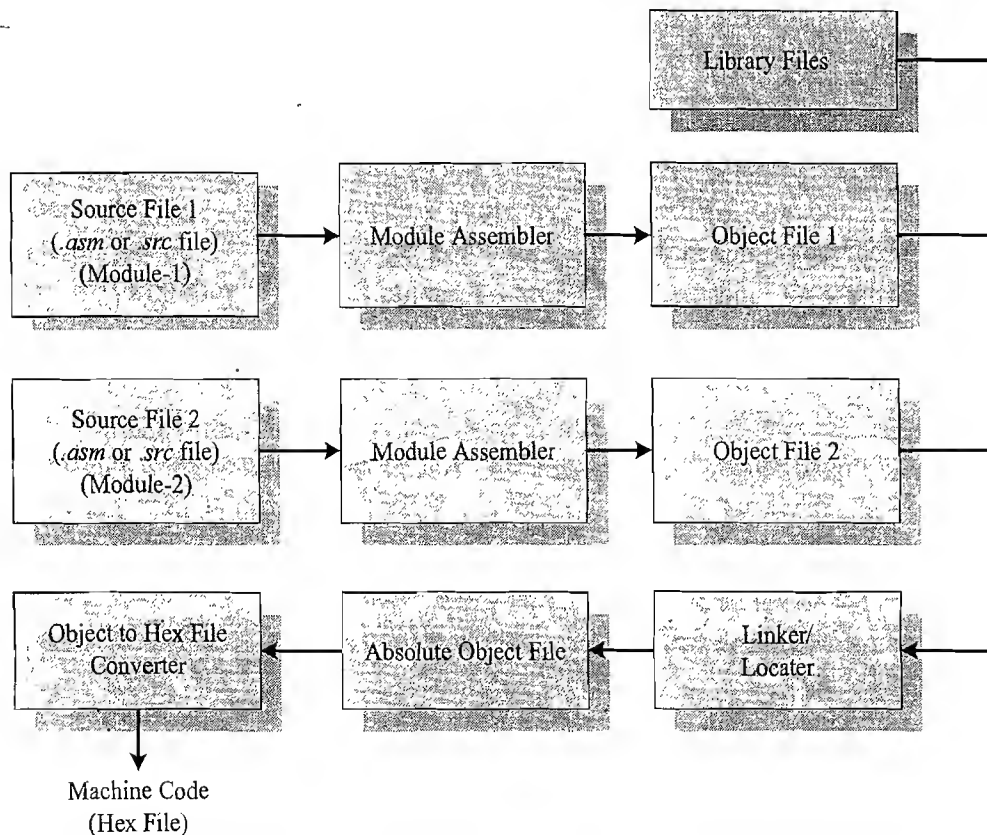 Library Files
Source File 1
(.asm or .src file)
(Module-1)
Module Assembler
Object File 1
Source File 2
(.asm or .src file)
(Module-2)
Module Assembler
Object File 2
Object to Hex File
Converter
Absolute Object File
Linker/
Locater
Machine Code
(Hex File)